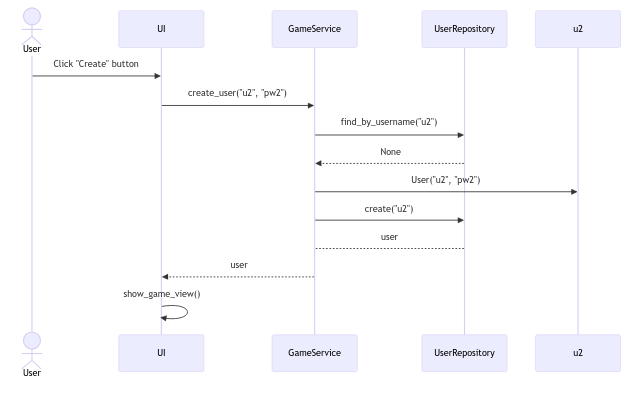 User
UI
GameService
UserRepository
u2
Click "Create" button
create_user("u2", "pw2")
find_by_username("u2")
None
User("u2", "pw2")
create("u2")
user
user
show_game_view()
User
UI
GameService
UserRepository
u2